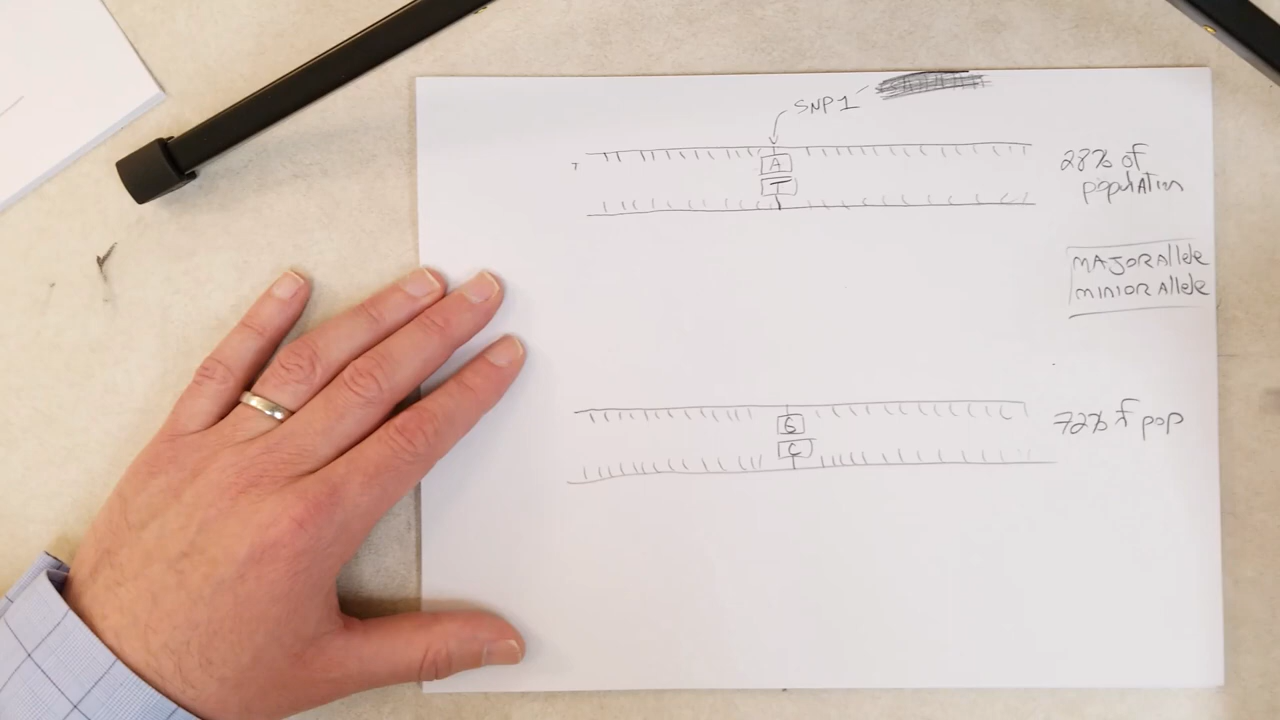 SNP1
A
T
28% of
population
MAJOR Allele
MINIOR Allele
G
C
72% of pop